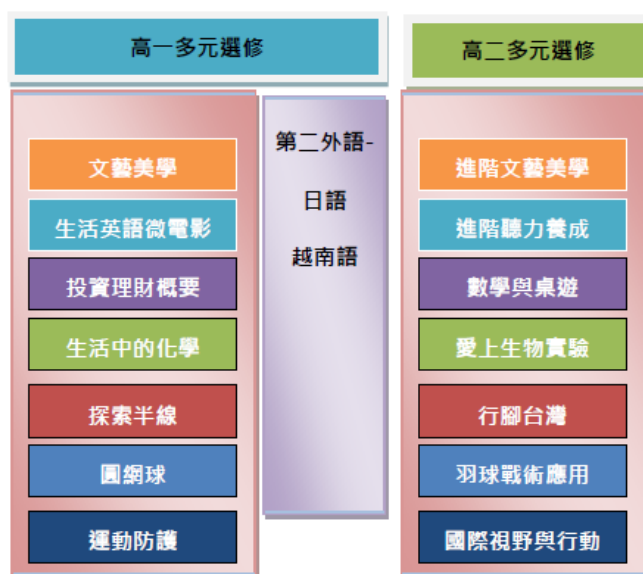 高一多元選修
文藝美學
生活英語微電影
投資理財概要
生活中的化學
探索半線
圓網球
運動防護
第二外語-
日語
越南語
高二多元選修
進階文藝美學
進階聽力養成
數學與桌遊
愛上生物實驗
行腳台灣
羽球戰術應用
國際視野與行動